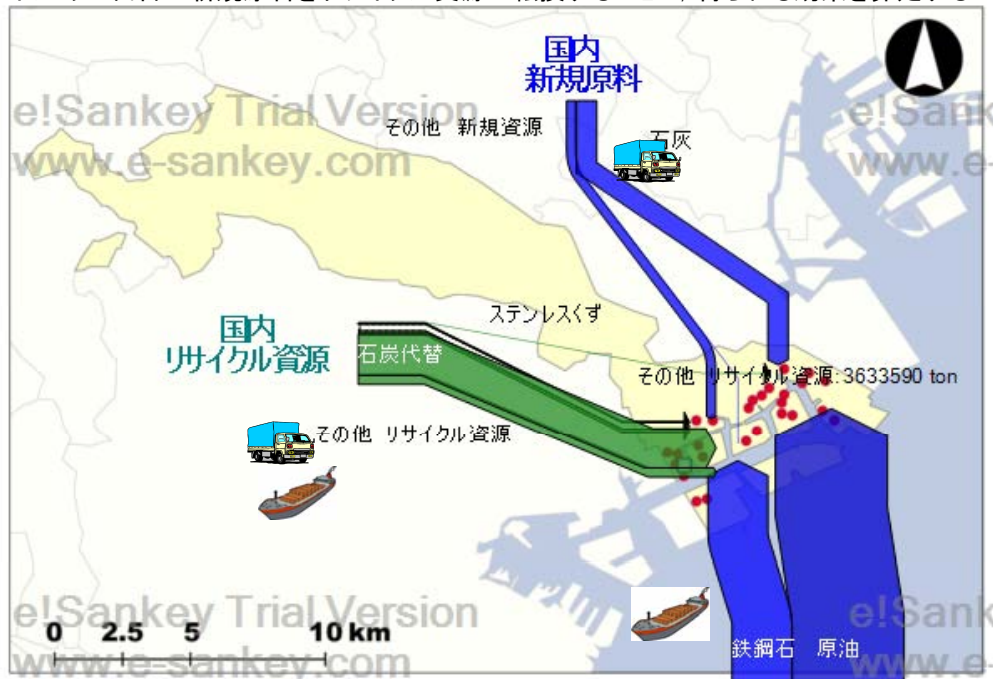 国内
新規原料
e!Sankey Trial Version
e!Sank
その他 新規資源
石灰
www.e-sankey.com
www.e-
ステンレスくず
国内
リサイクル資源
石炭代替
その他 リサイクル資源:3633590 ton
その他 リサイクル資源
e!Sankey Trial Version
e!Sank
0 2.5 5 10 km
鉄鋼石 原油
www.e-sankey.com
www.e-